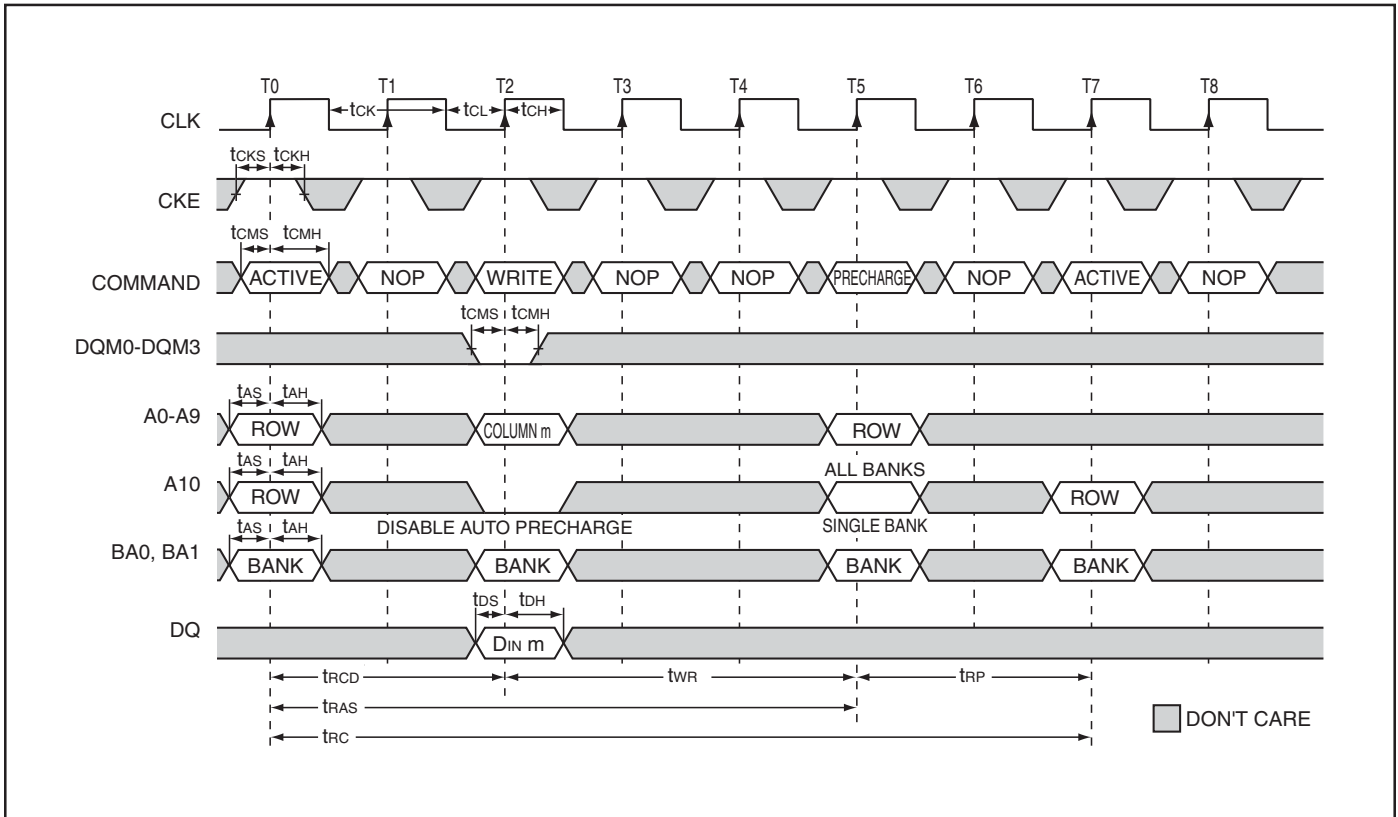 T0 T1 T2 T3 T4 T5 T6 T7 T8
CLK tCK tCL tCH
tCKS tCKH
CKE
tCMS tCMH
COMMAND ACTIVE NOP WRITE NOP NOP PRECHARGE NOP ACTIVE NOP
tCMS tCMH
DQM0-DQM3
tAS tAH
A0-A9 ROW COLUMN m ROW
tAS tAH ALL BANKS
A10 ROW ROW
tAS tAH DISABLE AUTO PRECHARGE SINGLE BANK
BA0, BA1 BANK BANK BANK BANK
tDS tDH
DQ DIN m
tRCD tWR tRP
tRAS
tRC
DON'T CARE